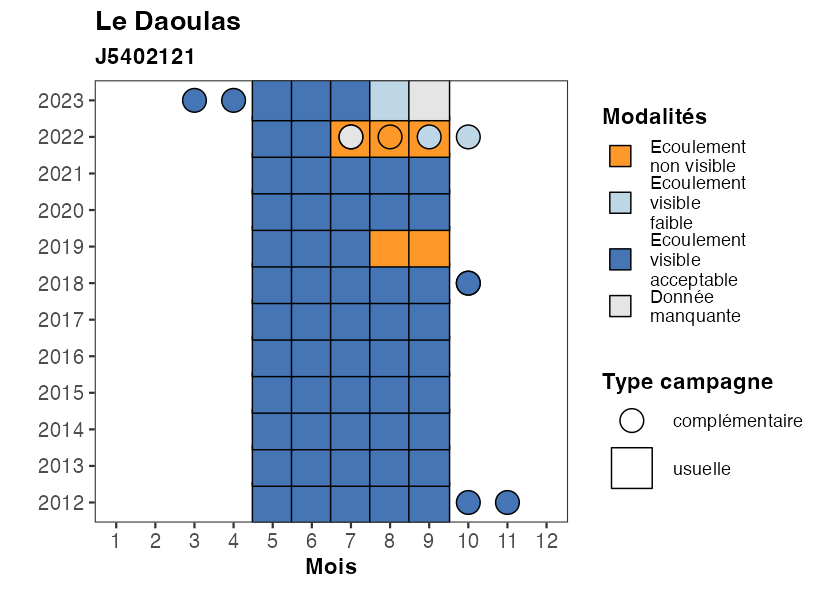 Le Daoulas
J5402121
2023
2022
2021
2020
2019
2018
2017
2016
2015
2014
2013
2012
1 2 3 4 5 6 7 8 9 10 11 12
Mois
Modalités
Ecoulement
non visible
Ecoulement
visible
faible
Ecoulement
visible
acceptable
Donnée
manquante
Type campagne
complémentaire
usuelle